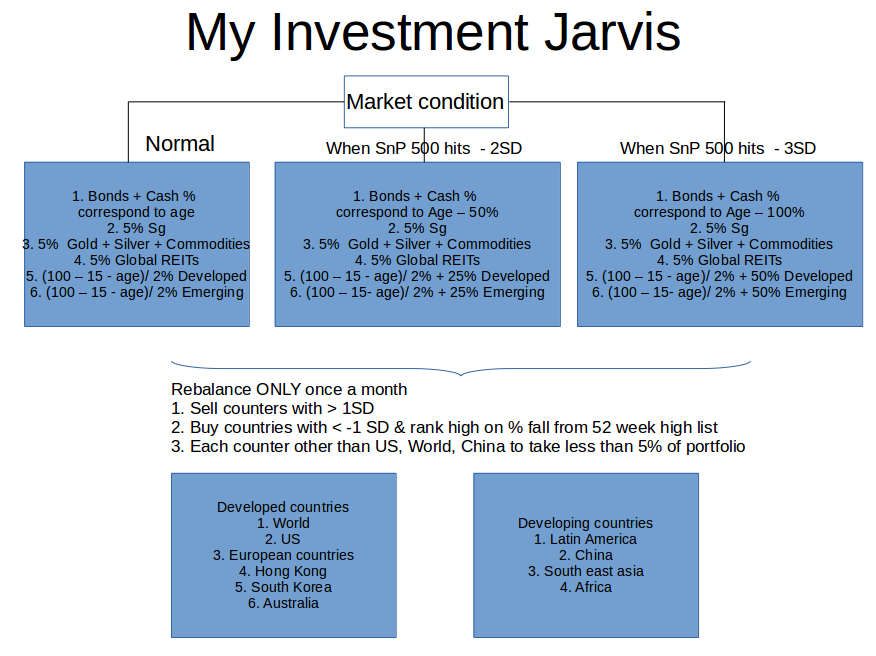 My Investment Jarvis
Market condition
Normal
When SnP 500 hits - 2SD
When SnP 500 hits - 3SD
1. Bonds + Cash %
correspond to age
2. 5% Sg
3. 5% Gold + Silver + Commodities
4. 5% Global REITs
5. (100 – 15 - age)/ 2% Developed
6. (100 – 15 - age)/ 2% Emerging
1. Bonds + Cash %
correspond to Age – 50%
2. 5% Sg
3. 5% Gold + Silver + Commodities
4. 5% Global REITs
5. (100 – 15 - age)/ 2% + 25% Developed
6. (100 – 15- age)/ 2% + 25% Emerging
1. Bonds + Cash %
correspond to Age – 100%
2. 5% Sg
3. 5% Gold + Silver + Commodities
4. 5% Global REITs
5. (100 – 15 - age)/ 2% + 50% Developed
6. (100 – 15 - age)/ 2% + 50% Emerging
Rebalance ONLY once a month
1. Sell counters with > 1SD
2. Buy countries with < -1 SD & rank high on % fall from 52 week high list
3. Each counter other than US, World, China to take less than 5% of portfolio
Developed countries
1. World
2. US
3. European countries
4. Hong Kong
5. South Korea
6. Australia
Developing countries
1. Latin America
2. China
3. South east asia
4. Africa